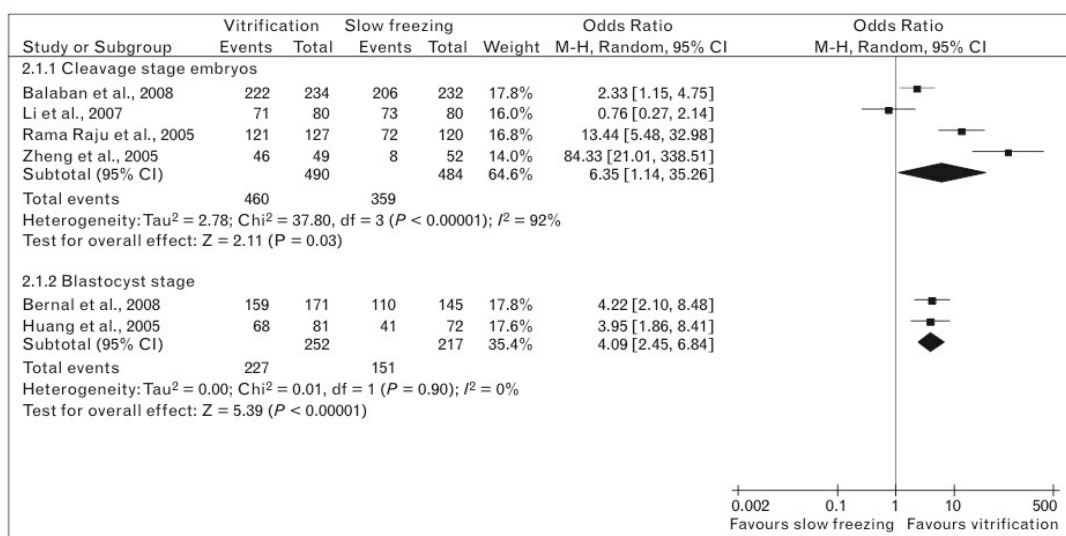 Vitrification Slow freezing Odds Ratio Odds Ratio
Study or Subgroup Events Total Events Total Weight M-H, Random, 95% CI M-H, Random, 95% CI
2.1.1 Cleavage stage embryos
Balaban et al., 2008 222 234 206 232 17.8% 2.33 [1.15, 4.75]
Li et al., 2007 71 80 73 80 16.0% 0.76 [0.27, 2.14]
Rama Raju et al., 2005 121 127 72 120 16.8% 13.44 [5.48, 32.98]
Zheng et al., 2005 46 49 8 52 14.0% 84.33 [21.01, 338.51]
Subtotal (95% CI) 490 484 64.6% 6.35 [1.14, 35.26]
Total events 460 359
Heterogeneity: Tau² = 2.78; Chi² = 37.80, df = 3 (P < 0.00001); I² = 92%
Test for overall effect: Z = 2.11 (P = 0.03)
2.1.2 Blastocyst stage
Bernal et al., 2008 159 171 110 145 17.8% 4.22 [2.10, 8.48]
Huang et al., 2005 68 81 41 72 17.6% 3.95 [1.86, 8.41]
Subtotal (95% CI) 252 217 35.4% 4.09 [2.45, 6.84]
Total events 227 151
Heterogeneity: Tau² = 0.00; Chi² = 0.01, df = 1 (P = 0.90); I² = 0%
Test for overall effect: Z = 5.39 (P < 0.00001)
0.002 0.1 1 10 500
Favours slow freezing Favours vitrification